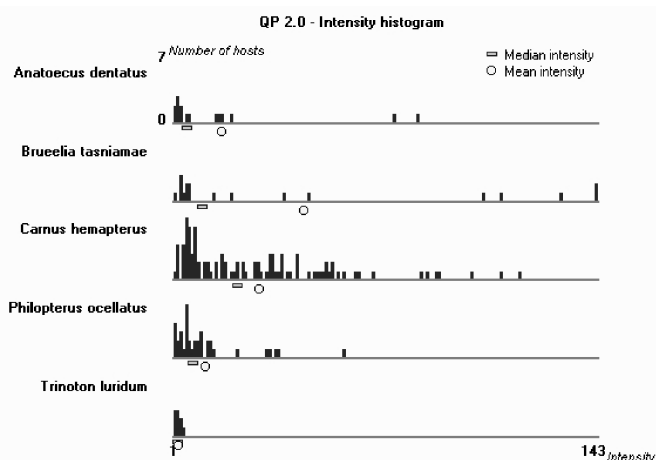 QP 2.0 - Intensity histogram
7 Number of hosts
Median intensity
Mean intensity
Anatoecus dentatus
0
Brueelia tasniamae
Carnus hemapterus
Philopterus ocellatus
Trinoton luridum
1
143 Intensity